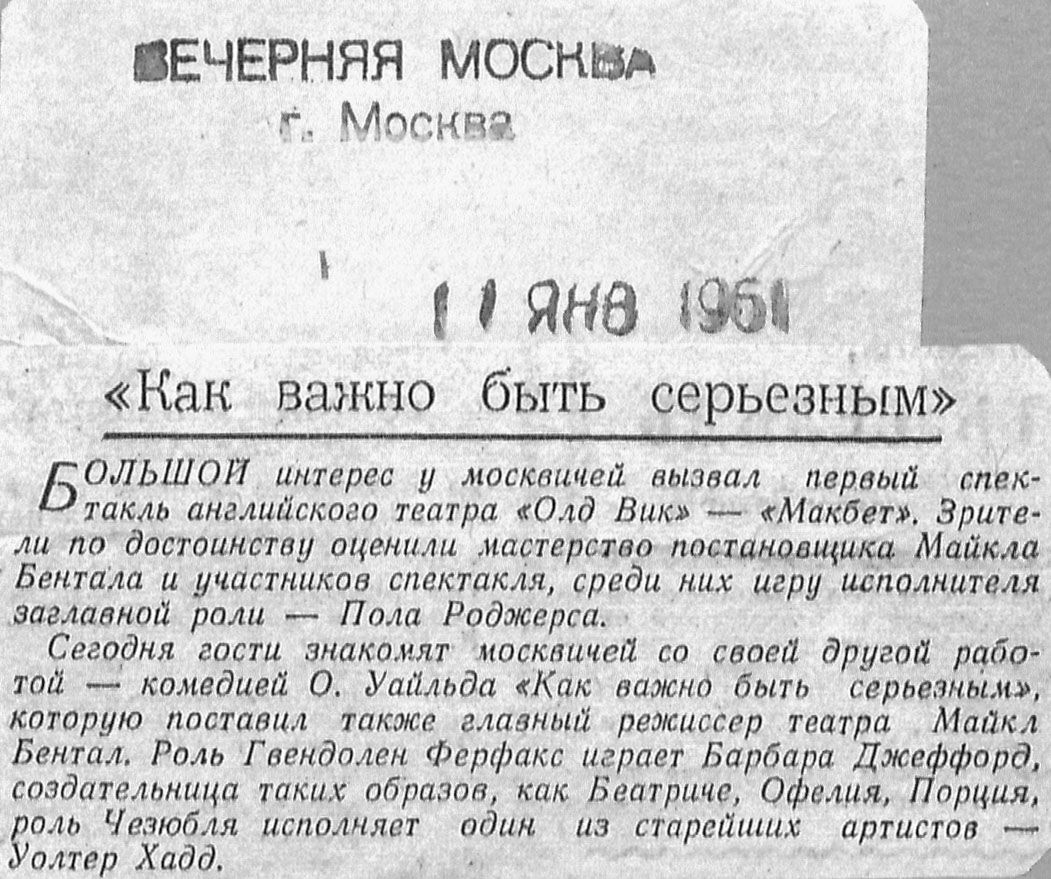 ВЕЧЕРНЯЯ МОСКВА
г. Москва
11 ЯНВ 1961
«Как важно быть серьезным»
БОЛЬШОЙ интерес у москвичей вызвал первый спек-
такль английского театра «Олд Вик» — «Макбет». Зрите-
ли по достоинству оценили мастерство постановщика Майкла
Бентала и участников спектакля, среди них игру исполнителя
заглавной роли — Пола Роджерса.
Сегодня гости знакомят москвичей со своей другой рабо-
той — комедией О. Уайльда «Как важно быть серьезным»,
которую поставил также главный режиссер театра Майкл
Бентал. Роль Гвендолен Ферфакс играет Барбара Джеффорд,
создательница таких образов, как Беатриче, Офелия, Порция,
роль Чезюбля исполняет один из старейших артистов —
Уолтер Хадд.